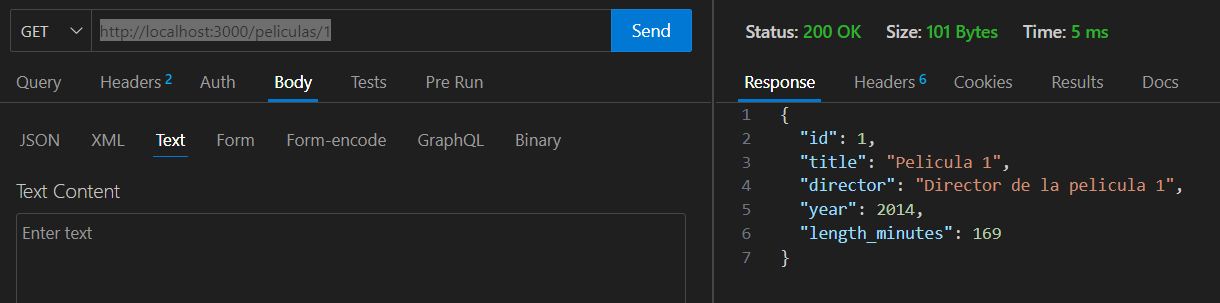 GET http://localhost:3000/peliculas/1 Send
Query Headers 2 Auth Body Tests Pre Run
JSON XML Text Form Form-encode GraphQL Binary
Text Content
Enter text
Status: 200 OK Size: 101 Bytes Time: 5 ms
Response Headers 6 Cookies Results Docs
1 {
2 "id": 1,
3 "title": "Pelicula 1",
4 "director": "Director de la pelicula 1",
5 "year": 2014,
6 "length_minutes": 169
7 }